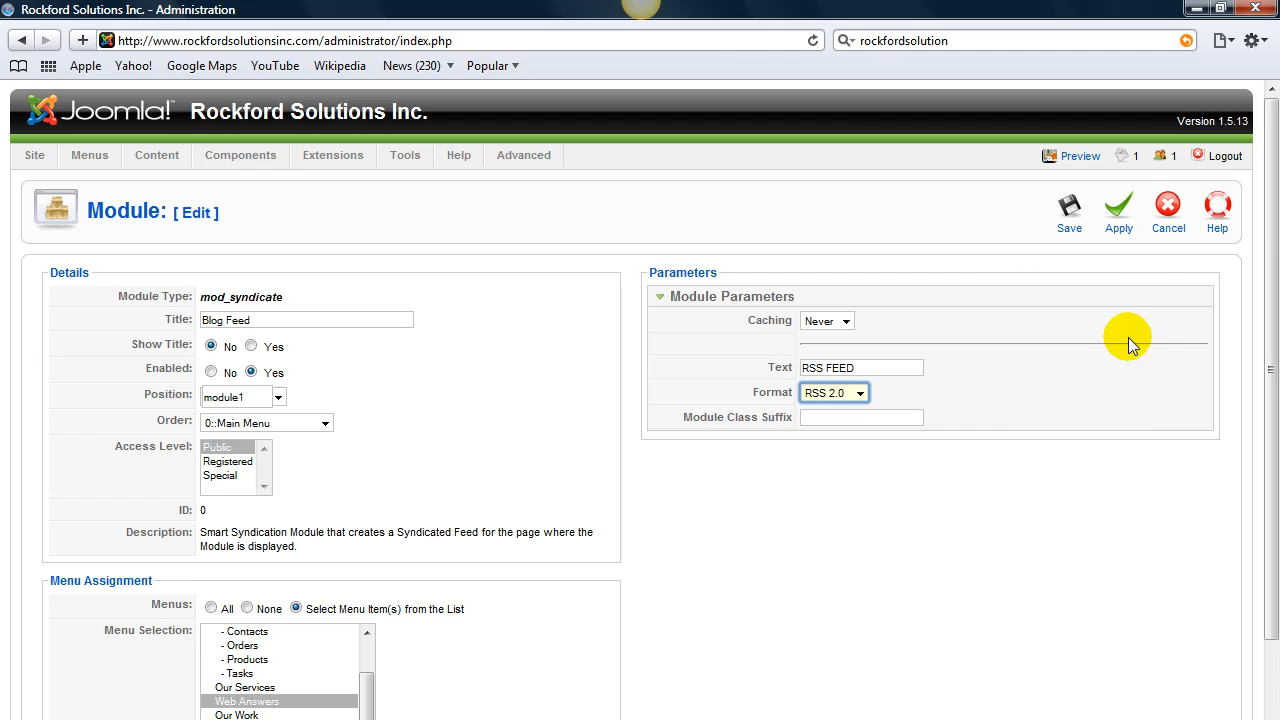 Rockford Solutions Inc. - Administration
http://www.rockfordsolutionsinc.com/administrator/index.php
rockfordsolution
Apple Yahoo! Google Maps YouTube Wikipedia News (230) Popular
Joomla! Rockford Solutions Inc.
Version 1.5.13
Site Menus Content Components Extensions Tools Help Advanced Preview 1 1 Logout
Module: [ Edit ]
Save Apply Cancel Help
Details
Module Type: mod_syndicate
Title: Blog Feed
Show Title: No Yes
Enabled: No Yes
Position: module1
Order: 0::Main Menu
Access Level: Public
Registered
Special
ID: 0
Description: Smart Syndication Module that creates a Syndicated Feed for the page where the
Module is displayed.
Parameters
Module Parameters
Caching Never
Text RSS FEED
Format RSS 2.0
Module Class Suffix
Menu Assignment
Menus: All None Select Menu Item(s) from the List
Menu Selection: - Contacts
- Orders
- Products
- Tasks
Our Services
Web Answers
Our Work